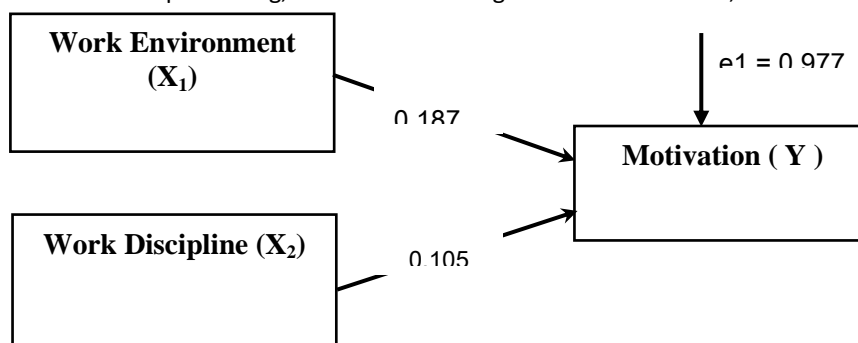 Work Environment
(X₁)
e1 = 0.977
0.187
Motivation ( Y )
Work Discipline (X₂)
0.105